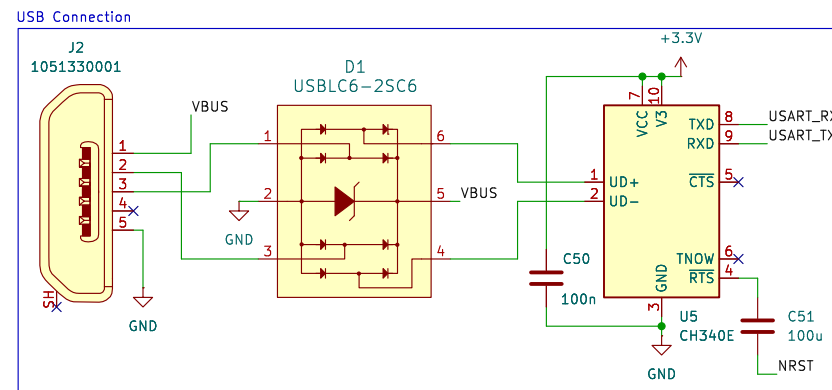 USB Connection
J2
1051330001
VBUS
1
2
3
4
5
SH
GND
D1
USBLC6-2SC6
1
2
3
6
5
4
GND
VBUS
+3.3V
7
10
VCC
V3
TXD
8
USART_RX
RXD
9
USART_TX
1
UD+
2
UD-
CTS
5
TNOW
6
RTS
4
GND
3
U5
CH340E
GND
C50
100n
C51
100u
NRST